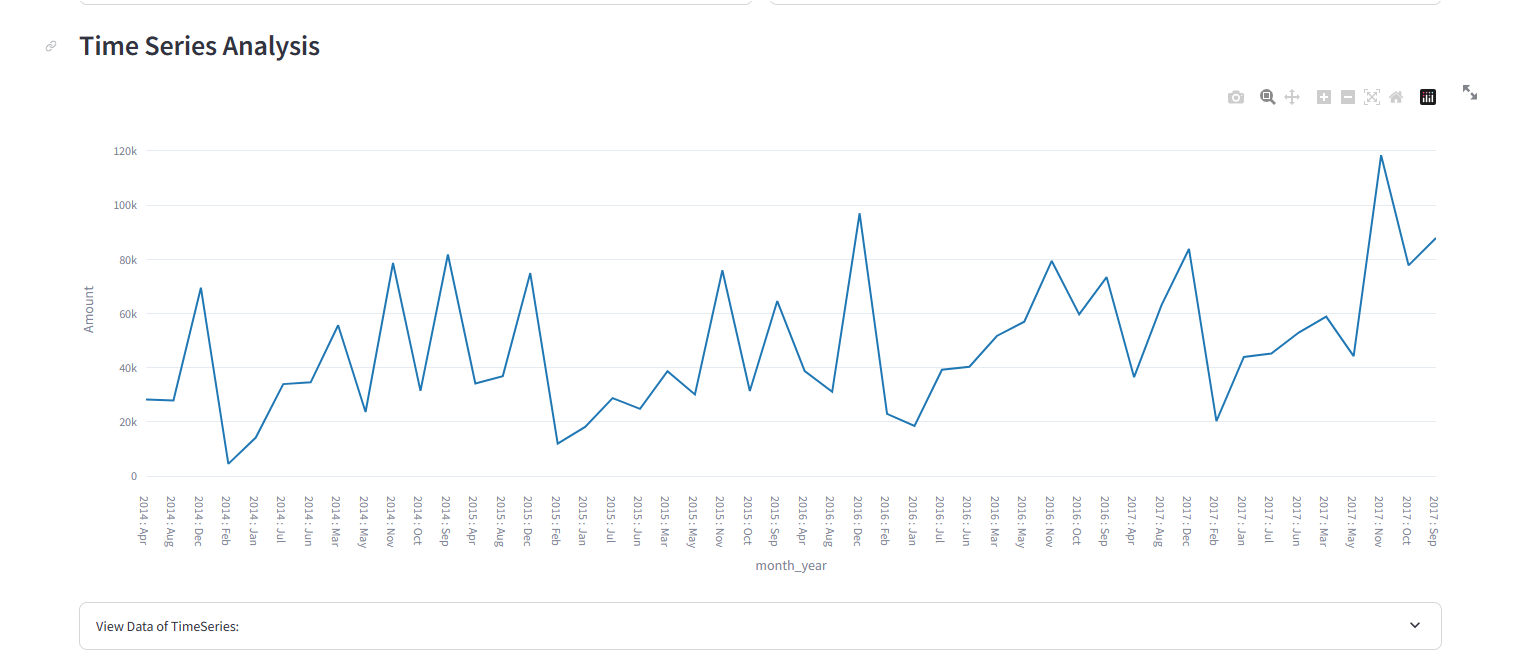 Time Series Analysis
120k
100k
80k
60k
40k
20k
0
Amount
2014 : Apr
2014 : Aug
2014 : Dec
2014 : Feb
2014 : Jan
2014 : Jul
2014 : Jun
2014 : Mar
2014 : May
2014 : Nov
2014 : Oct
2014 : Sep
2015 : Apr
2015 : Aug
2015 : Dec
2015 : Feb
2015 : Jan
2015 : Jul
2015 : Jun
2015 : Mar
2015 : May
2015 : Nov
2015 : Oct
2015 : Sep
2016 : Apr
2016 : Aug
2016 : Dec
2016 : Feb
2016 : Jan
2016 : Jul
2016 : Jun
2016 : Mar
2016 : May
2016 : Nov
2016 : Oct
2016 : Sep
2017 : Apr
2017 : Aug
2017 : Dec
2017 : Feb
2017 : Jan
2017 : Jul
2017 : Jun
2017 : Mar
2017 : May
2017 : Nov
2017 : Oct
2017 : Sep
month_year
View Data of TimeSeries: